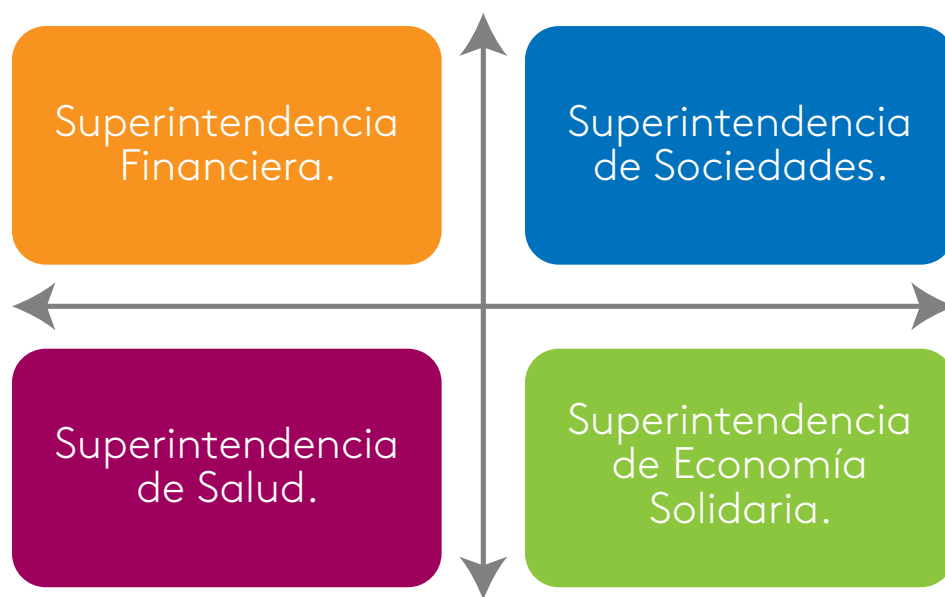 Superintendencia
Financiera.
Superintendencia
de Sociedades.
Superintendencia
de Salud.
Superintendencia
de Economía
Solidaria.